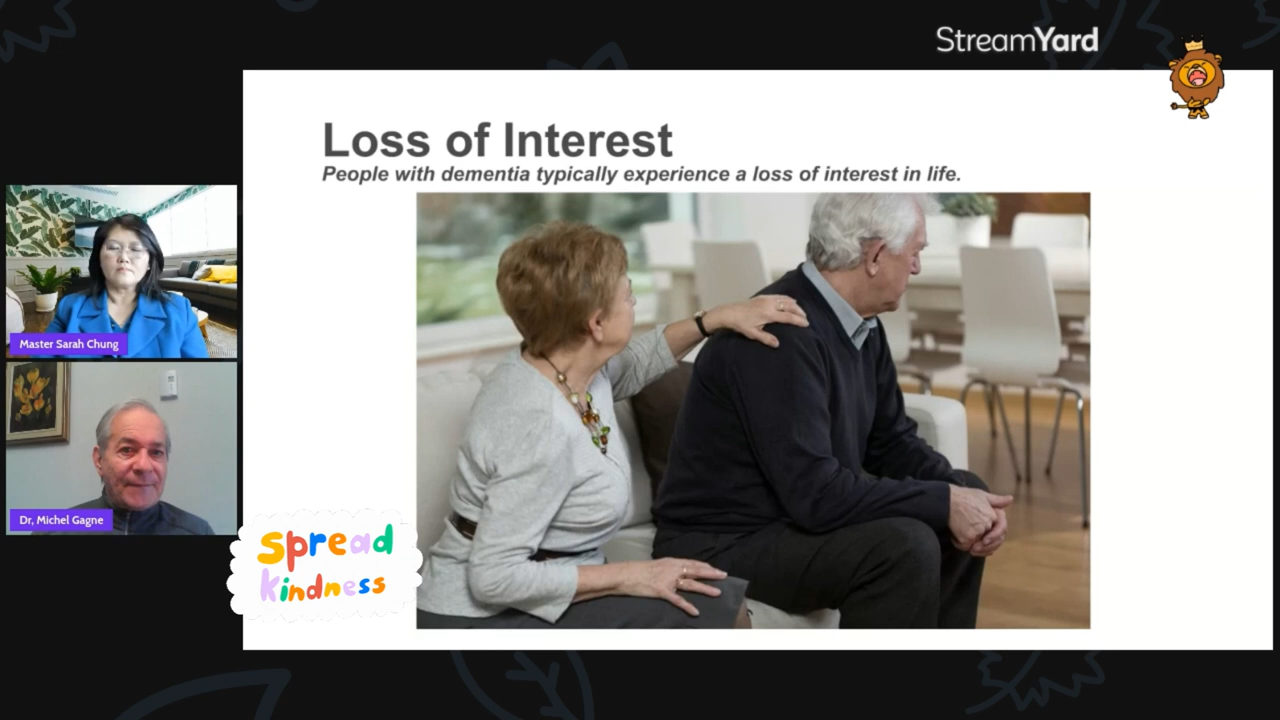 StreamYard
Loss of Interest
People with dementia typically experience a loss of interest in life.
Master Sarah Chung
Dr, Michel Gagne
spread
kindness